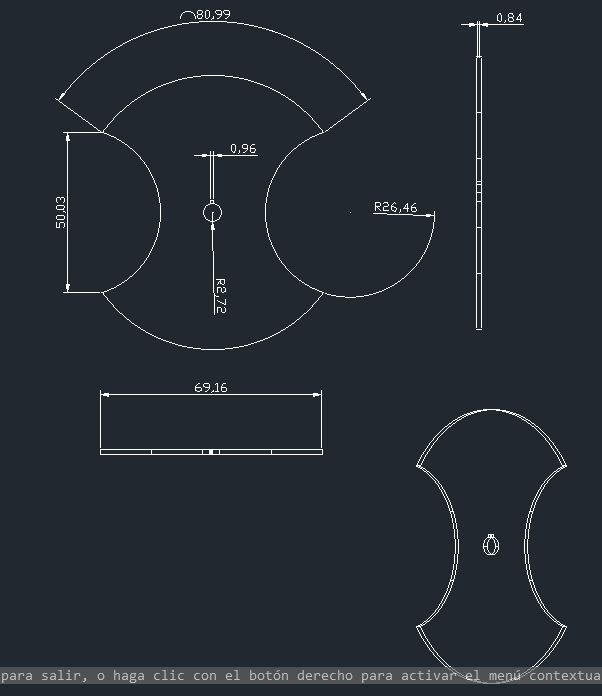 ⌒80,99
0,84
0,96
50,03
R26,46
R2,72
69,16
para salir, o haga clic con el botón derecho para activar el menú contextua